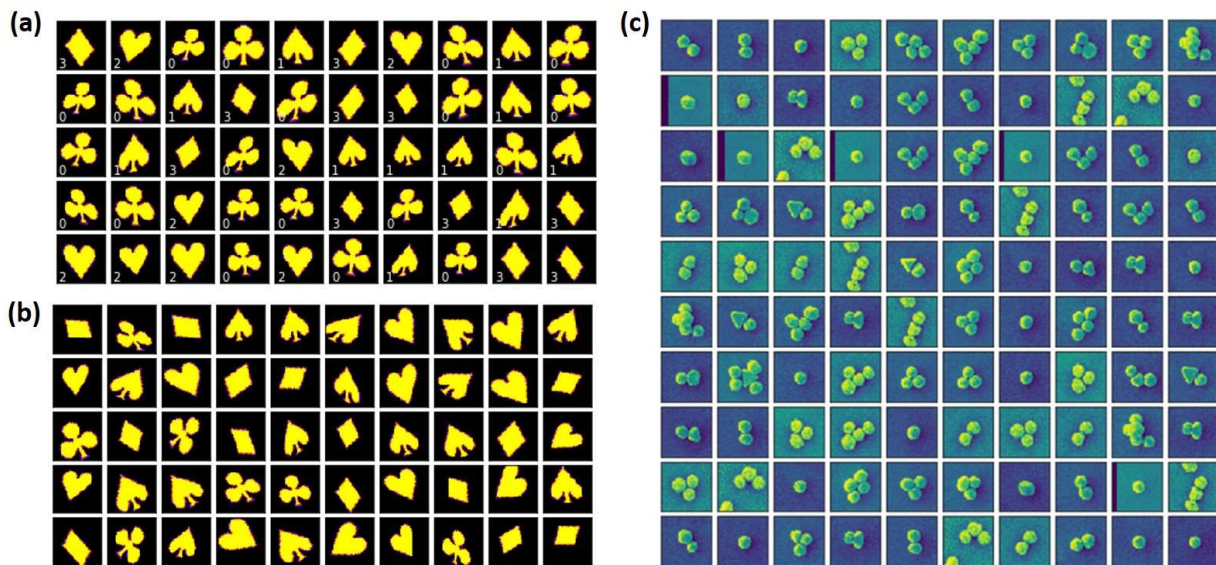 (a)
3 2 0 0 1 3 2 0 1 0
0 0 1 3 0 3 3 0 1 0
0 1 3 0 2 1 1 1 0 1
0 0 2 0 0 3 0 3 1 3
2 2 2 0 2 0 1 0 3 3
(b)
(c)